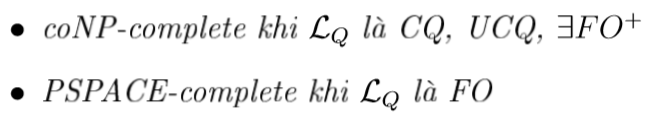 • coNP-complete khi ℒ_Q là CQ, UCQ, ∃FO⁺
• PSPACE-complete khi ℒ_Q là FO